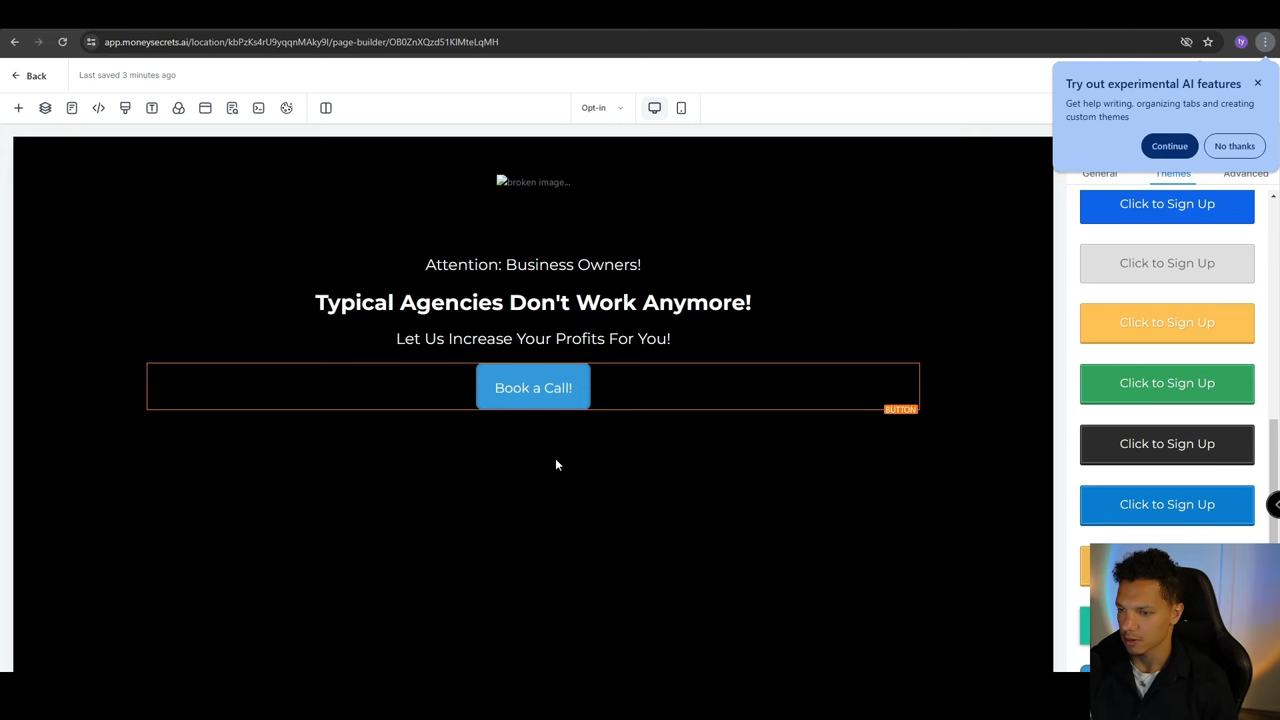 app.moneysecrets.ai/location/kbPzKs4rU9yqqnMAky9I/page-builder/OB0ZnXQzd51KIMteLqMH
ty
Back
Last saved 3 minutes ago
Try out experimental AI features
Get help writing, organizing tabs and creating
custom themes
Continue
No thanks
Opt-in
General
Themes
Advanced
broken image...
Attention: Business Owners!
Typical Agencies Don't Work Anymore!
Let Us Increase Your Profits For You!
Book a Call!
BUTTON
Click to Sign Up
Click to Sign Up
Click to Sign Up
Click to Sign Up
Click to Sign Up
Click to Sign Up